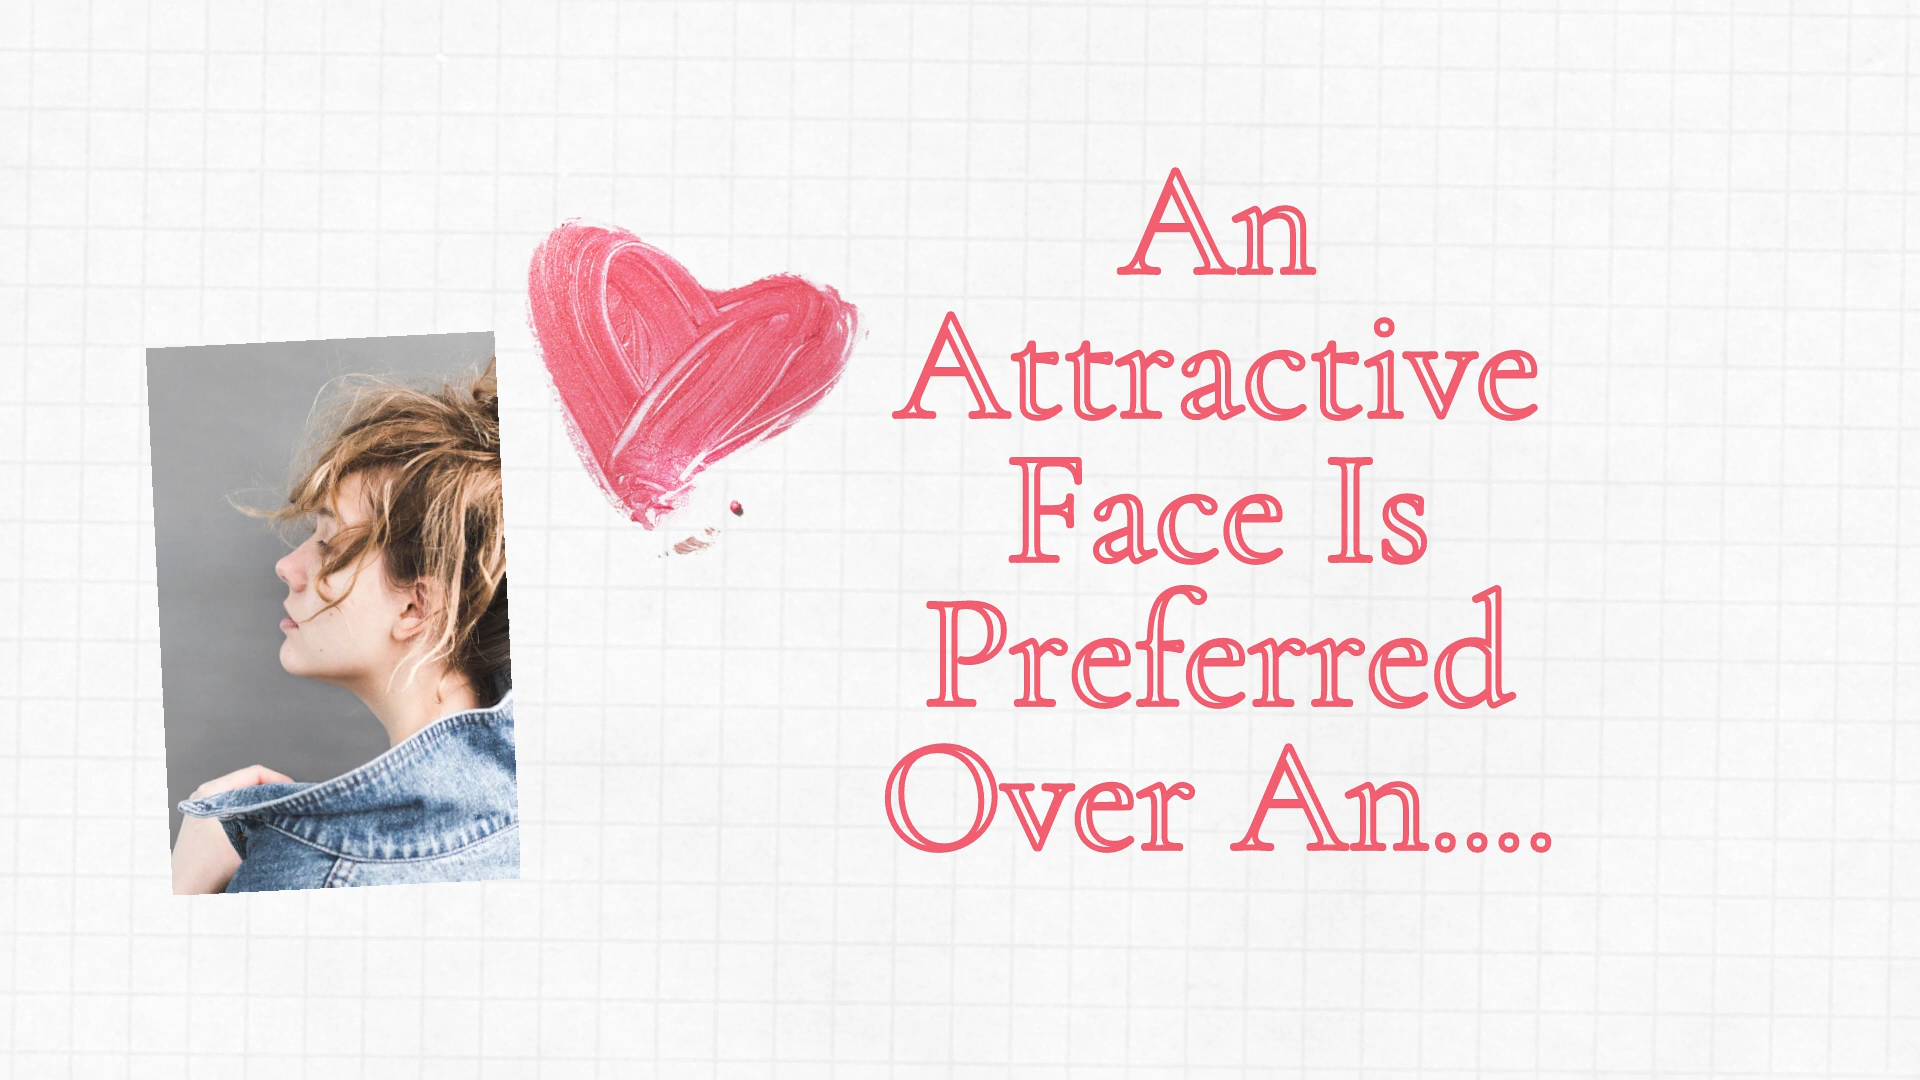 An
Attractive
Face Is
Preferred
Over An....